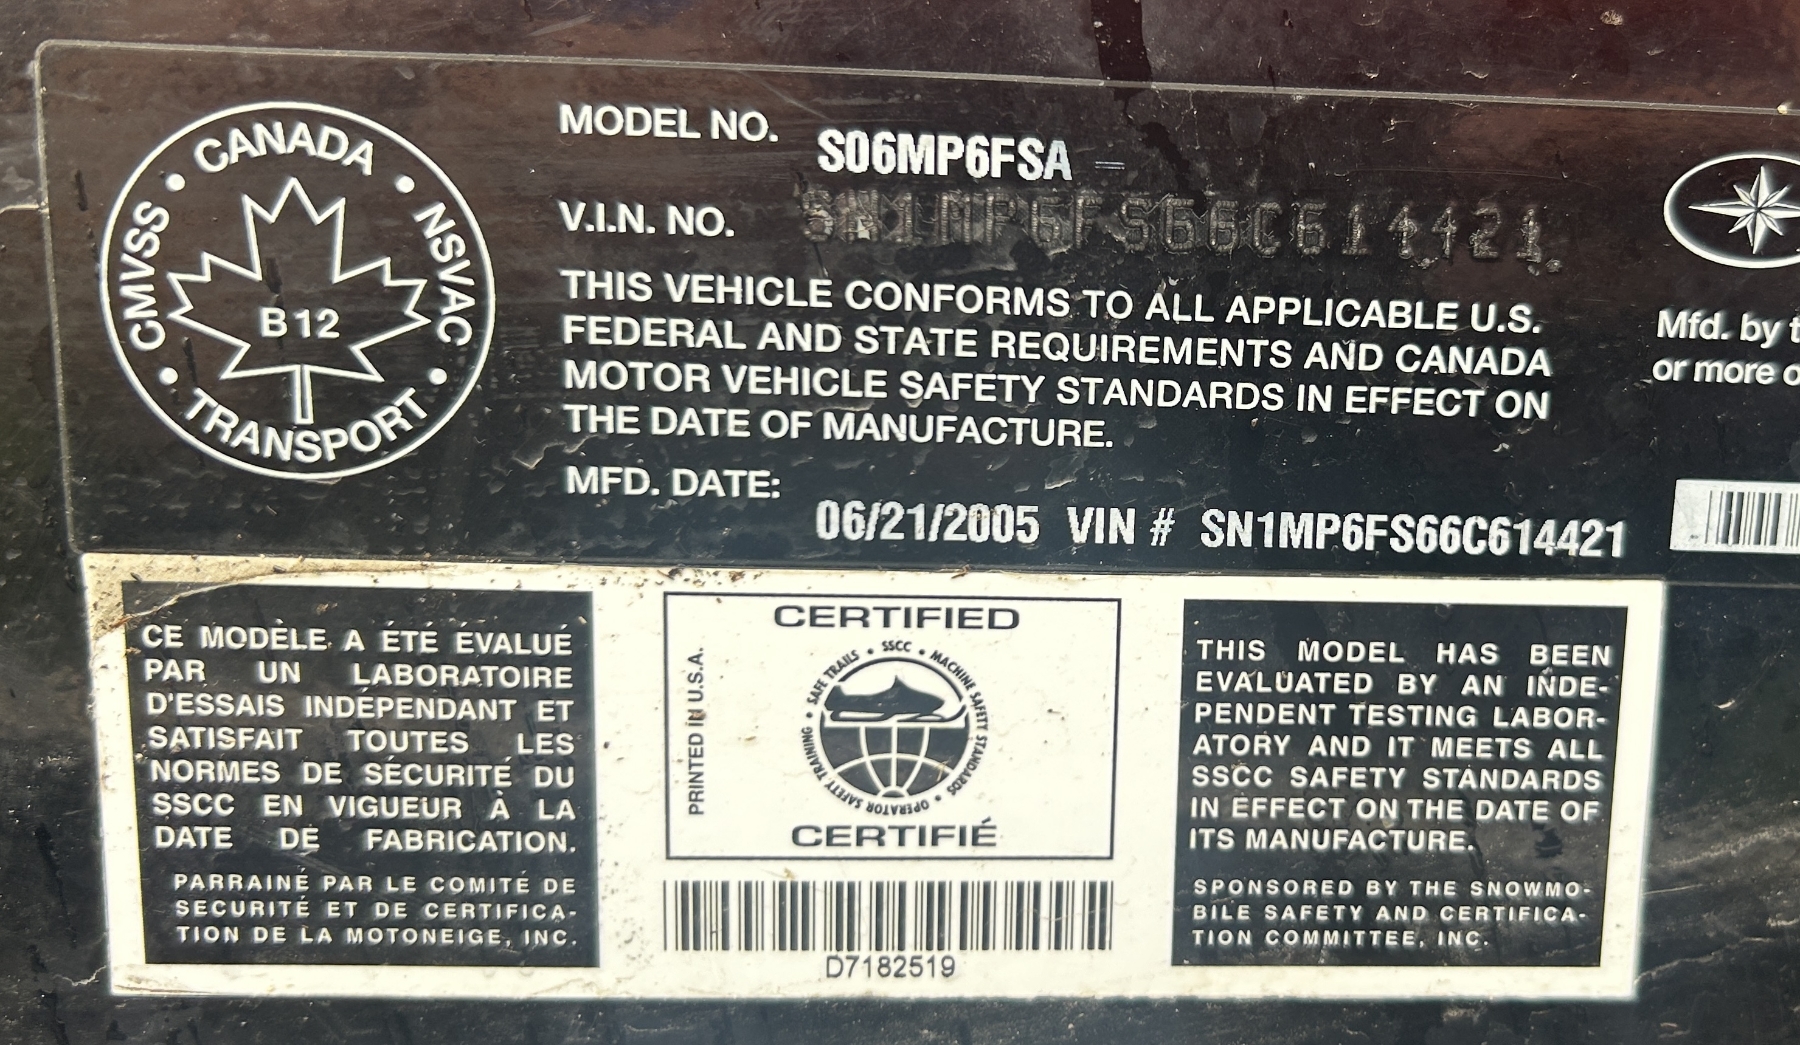 CANADA
CMVSS
NSVAC
B12
TRANSPORT
MODEL NO. S06MP6FSA
V.I.N. NO. SN1MP6FS66C614421
THIS VEHICLE CONFORMS TO ALL APPLICABLE U.S.
FEDERAL AND STATE REQUIREMENTS AND CANADA
MOTOR VEHICLE SAFETY STANDARDS IN EFFECT ON
THE DATE OF MANUFACTURE.
MFD. DATE:
06/21/2005 VIN # SN1MP6FS66C614421
Mfd. by
or more
CE MODÈLE A ÉTÉ ÉVALUÉ
PAR UN LABORATOIRE
D'ESSAIS INDÉPENDANT ET
SATISFAIT TOUTES LES
NORMES DE SÉCURITÉ DU
SSCC EN VIGUEUR À LA
DATE DE FABRICATION.
PARRAINÉ PAR LE COMITÉ DE
SECURITÉ ET DE CERTIFICA-
TION DE LA MOTONEIGE, INC.
CERTIFIED
PRINTED IN U.S.A.
SAFE TRAILS • SSCC • MACHINE SAFETY STANDARDS • OPERATOR SAFETY TRAINING •
CERTIFIÉ
D7182519
THIS MODEL HAS BEEN
EVALUATED BY AN INDE-
PENDENT TESTING LABOR-
ATORY AND IT MEETS ALL
SSCC SAFETY STANDARDS
IN EFFECT ON THE DATE OF
ITS MANUFACTURE.
SPONSORED BY THE SNOWMO-
BILE SAFETY AND CERTIFICA-
TION COMMITTEE, INC.